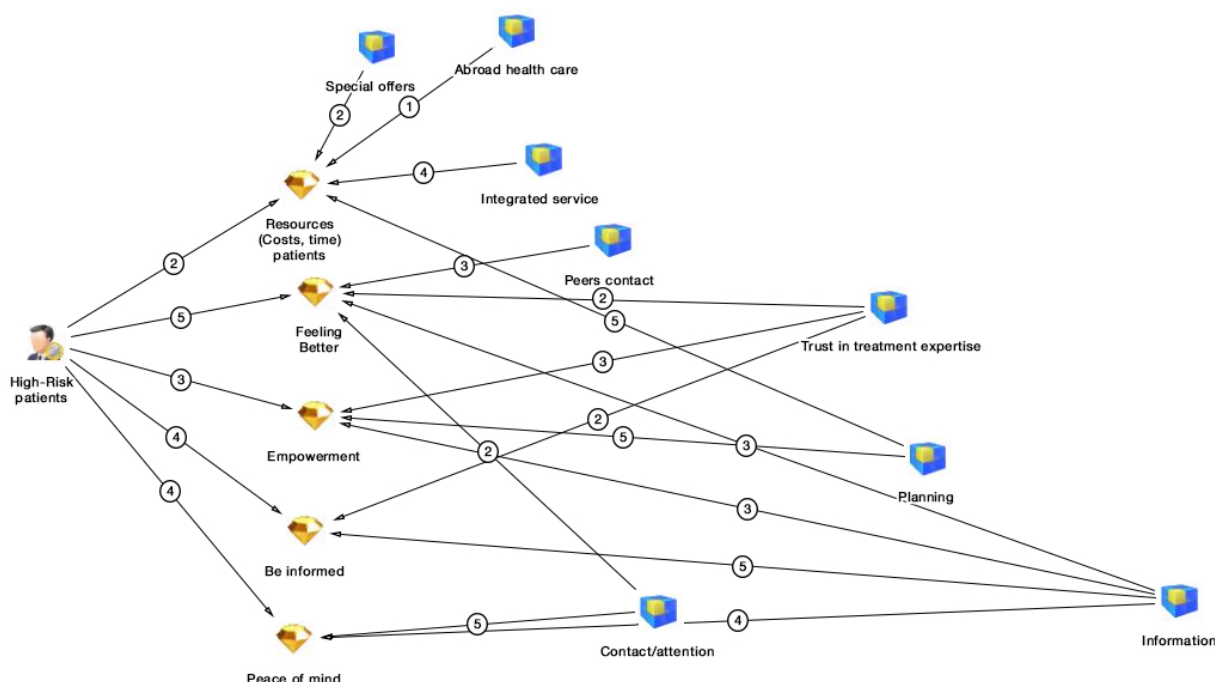 Special offers
Abroad health care
2
1
4
Integrated service
Resources
(Costs, time)
patients
2
3
Peers contact
2
5
5
Feeling
Better
Trust in treatment expertise
High-Risk
patients
3
3
2
4
5
3
Empowerment
2
4
Planning
3
Be informed
5
5
4
Contact/attention
Information
Peace of mind